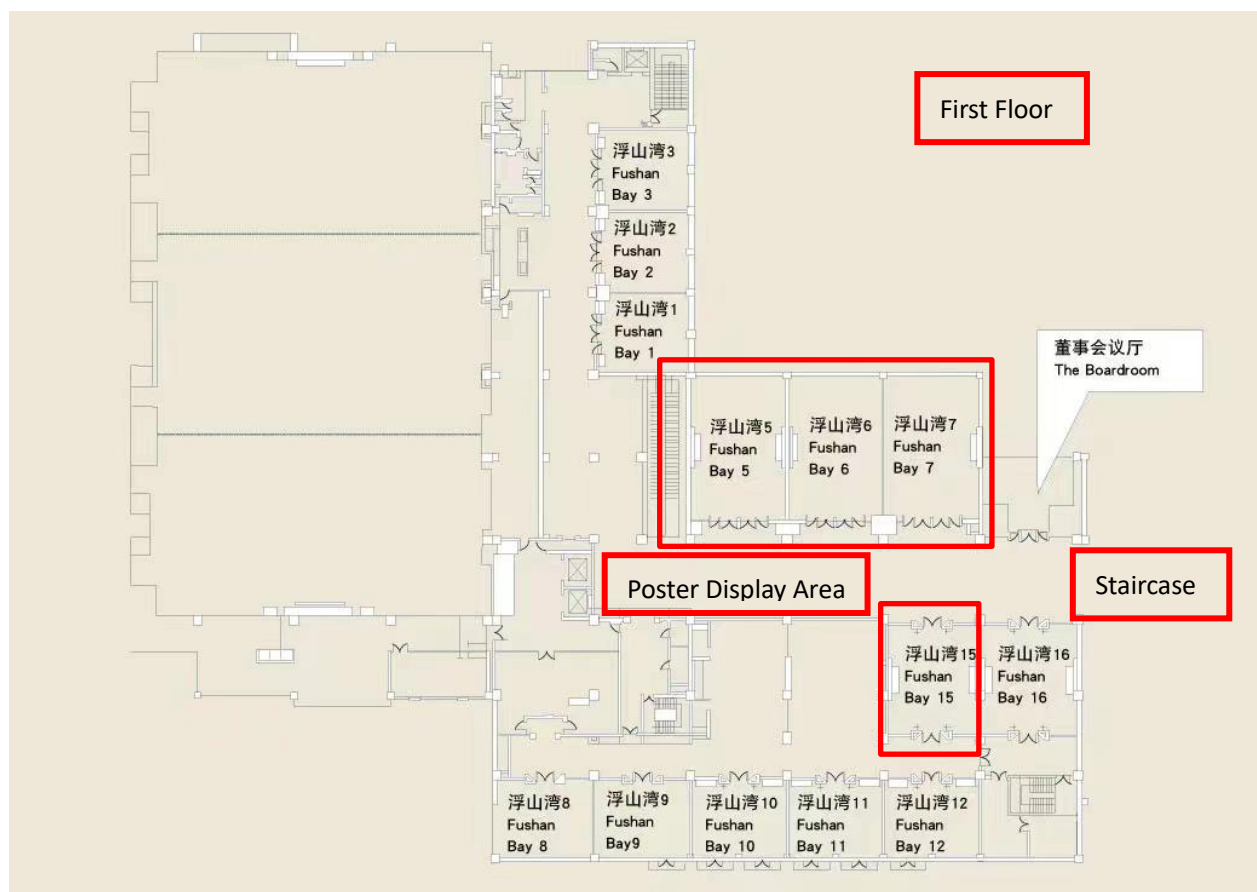 First Floor
浮山湾3
Fushan
Bay 3
浮山湾2
Fushan
Bay 2
浮山湾1
Fushan
Bay 1
董事会议厅
The Boardroom
浮山湾5
Fushan
Bay 5
浮山湾6
Fushan
Bay 6
浮山湾7
Fushan
Bay 7
Poster Display Area
Staircase
浮山湾15
Fushan
Bay 15
浮山湾16
Fushan
Bay 16
浮山湾8
Fushan
Bay 8
浮山湾9
Fushan
Bay9
浮山湾10
Fushan
Bay 10
浮山湾11
Fushan
Bay 11
浮山湾12
Fushan
Bay 12